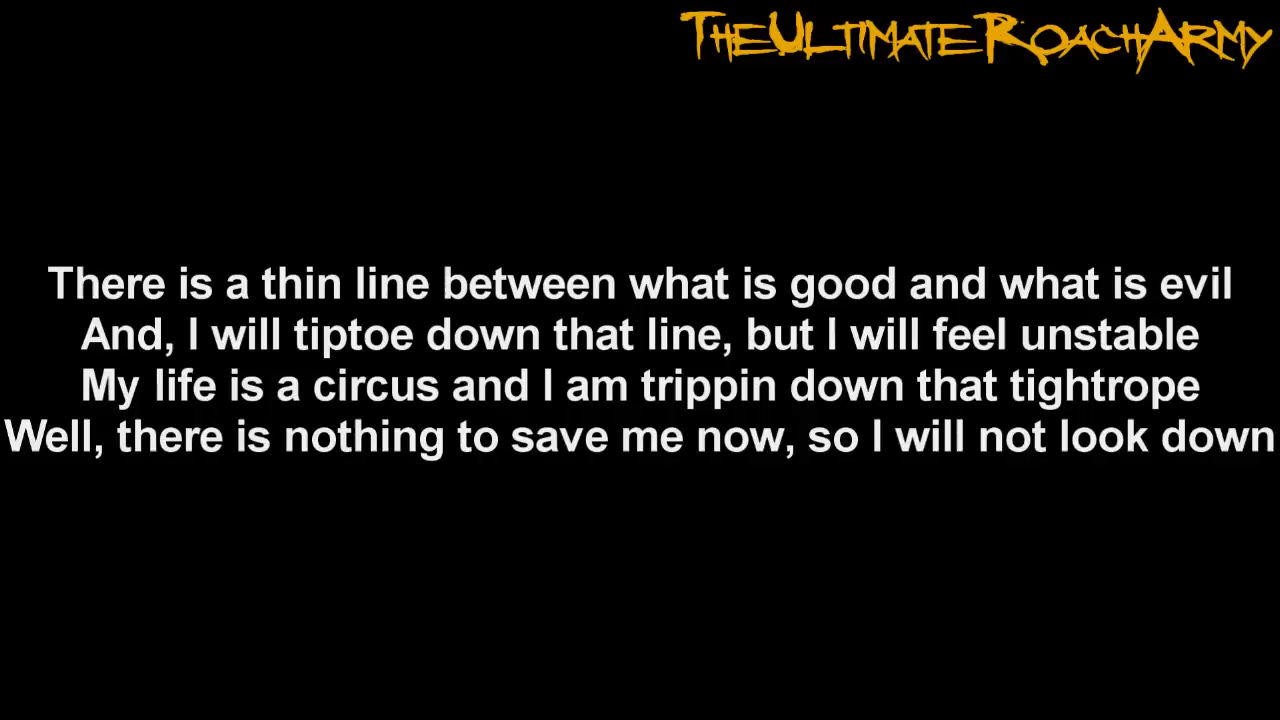 TheUltimateRoachArmy
There is a thin line between what is good and what is evil
And, I will tiptoe down that line, but I will feel unstable
My life is a circus and I am trippin down that tightrope
Well, there is nothing to save me now, so I will not look down